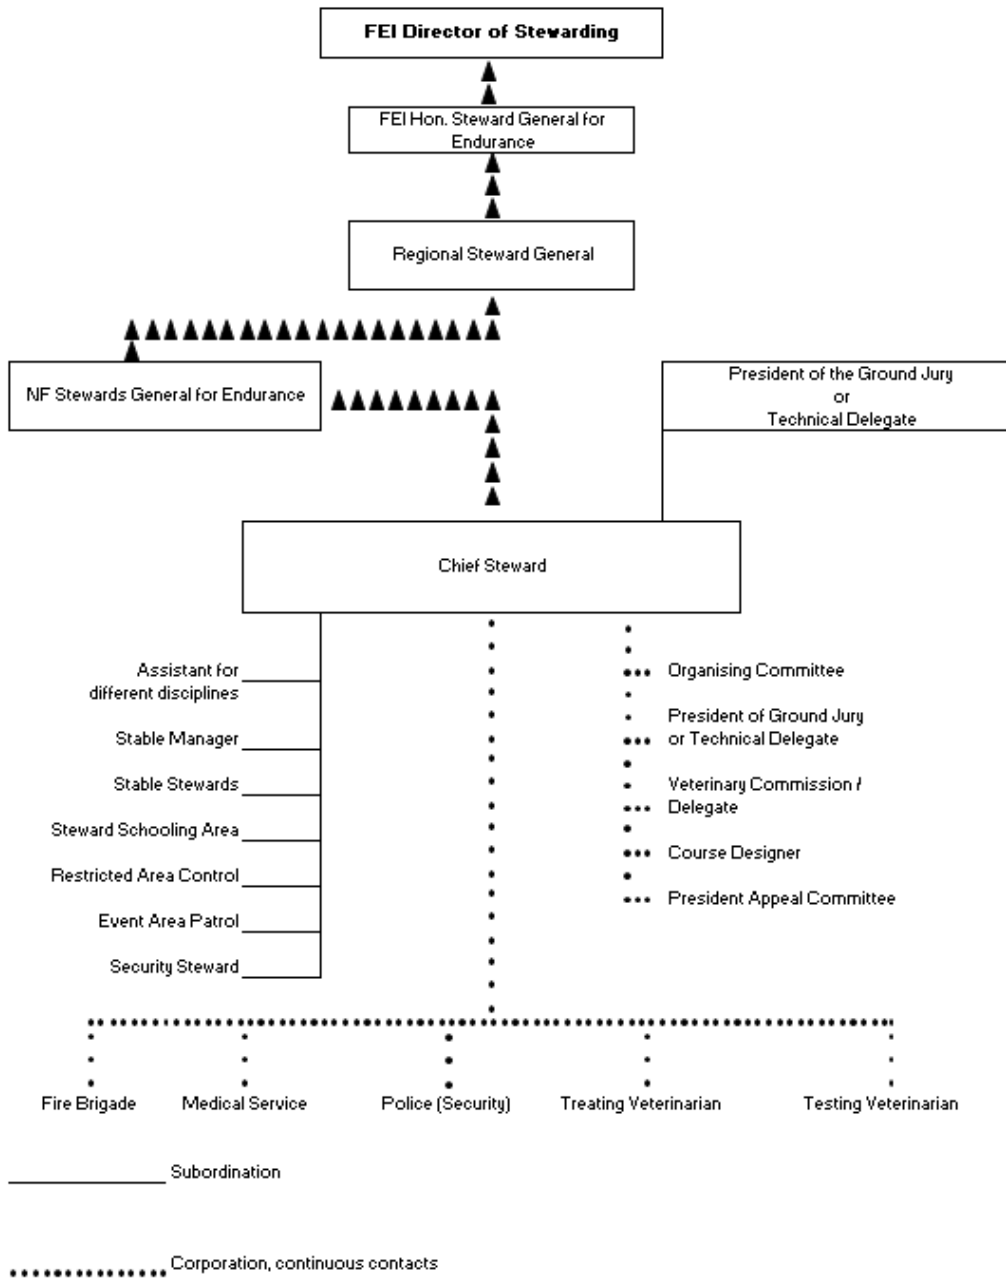 FEI Director of Stewarding
FEI Hon. Steward General for
Endurance
Regional Steward General
NF Stewards General for Endurance
President of the Ground Jury
or
Technical Delegate
Chief Steward
Assistant for
different disciplines
Stable Manager
Stable Stewards
Steward Schooling Area
Restricted Area Control
Event Area Patrol
Security Steward
Organising Committee
President of Ground Jury
or Technical Delegate
Veterinary Commission /
Delegate
Course Designer
President Appeal Committee
Fire Brigade
Medical Service
Police (Security)
Treating Veterinarian
Testing Veterinarian
Subordination
Corporation, continuous contacts